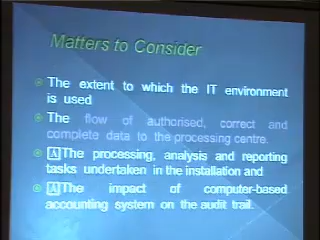 Matters to Consider
The extent to which the IT environment
is used
The flow of authorised, correct and
complete data to the processing centre.
[A]The processing, analysis and reporting
tasks undertaken in the installation and
[A]The impact of computer-based
accounting system on the audit trail.